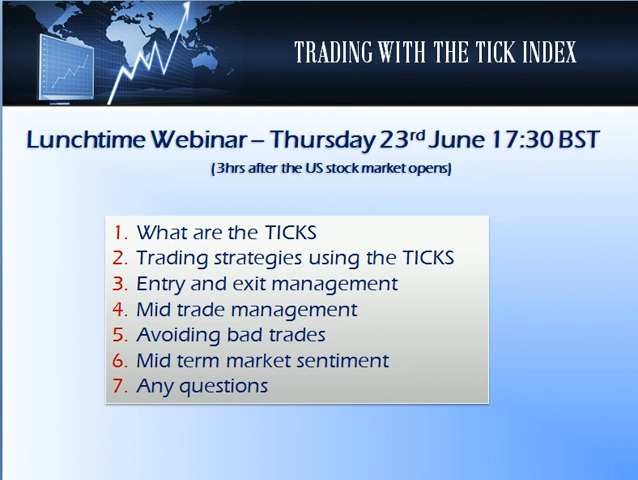 TRADING WITH THE TICK INDEX
Lunchtime Webinar – Thursday 23rd June 17:30 BST
(3hrs after the US stock market opens)
1. What are the TICKS
2. Trading strategies using the TICKS
3. Entry and exit management
4. Mid trade management
5. Avoiding bad trades
6. Mid term market sentiment
7. Any questions